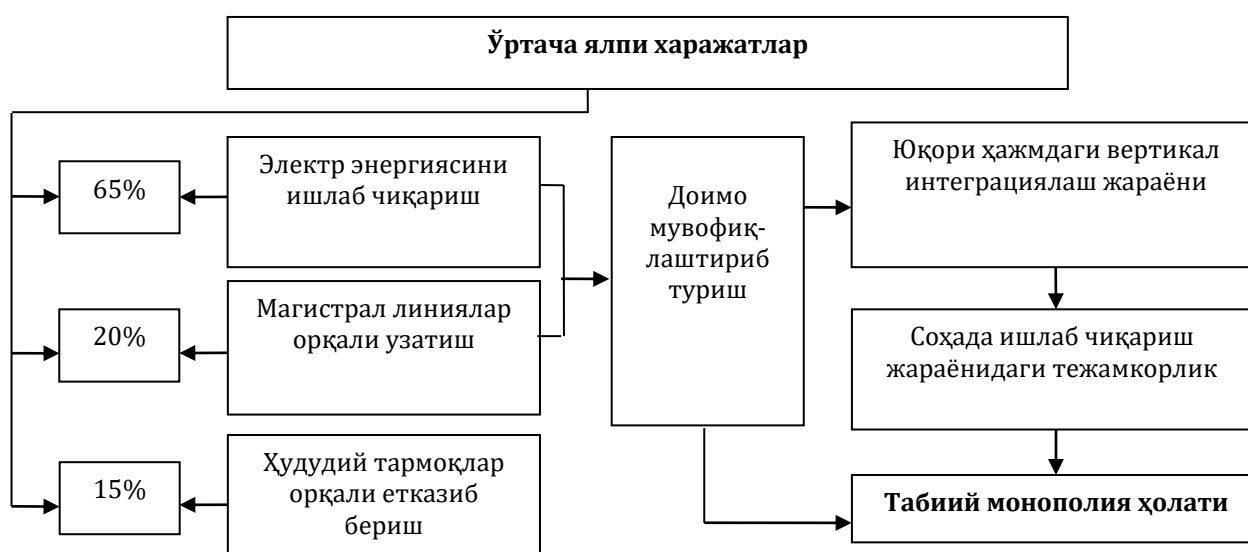 Ўртача ялпи харажатлар
65%
Электр энергиясини
ишлаб чиқариш
20%
Магистрал линиялар
орқали узатиш
15%
Ҳудудий тармоқлар
орқали етказиб
бериш
Доимо
мувофиқ-
лаштириб
туриш
Юқори ҳажмдаги вертикал
интеграциялаш жараёни
Соҳада ишлаб чиқариш
жараёнидаги тежамкорлик
Табиий монополия ҳолати